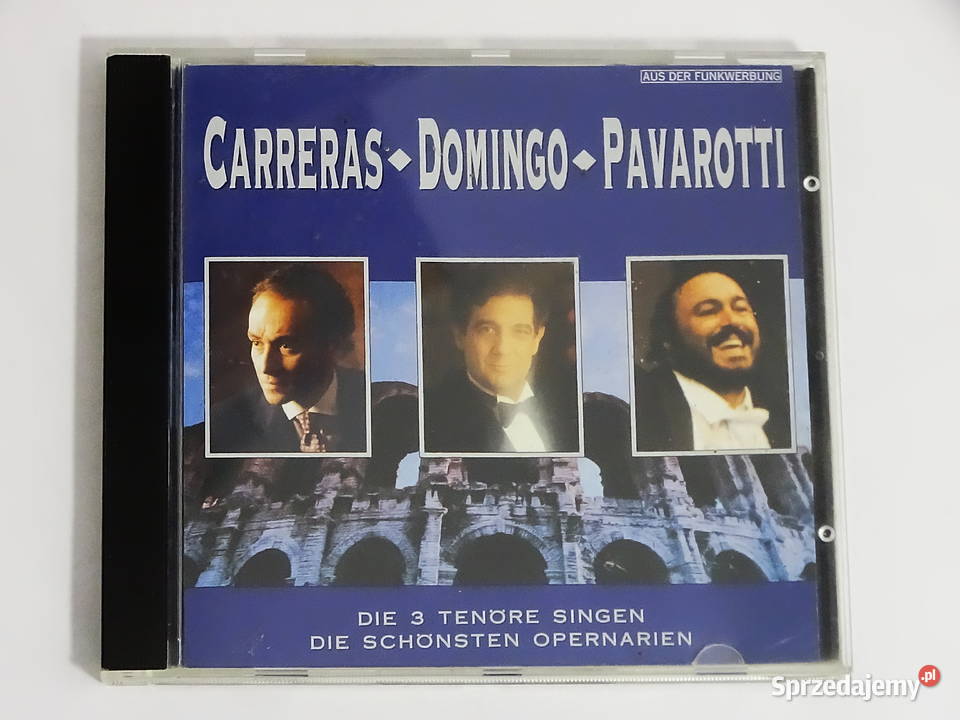 AUS DER FUNKWERBUNG
CARRERAS ◆ DOMINGO ◆ PAVAROTTI
DIE 3 TENÖRE SINGEN
DIE SCHÖNSTEN OPERNARIEN
Sprzedajemy.pl